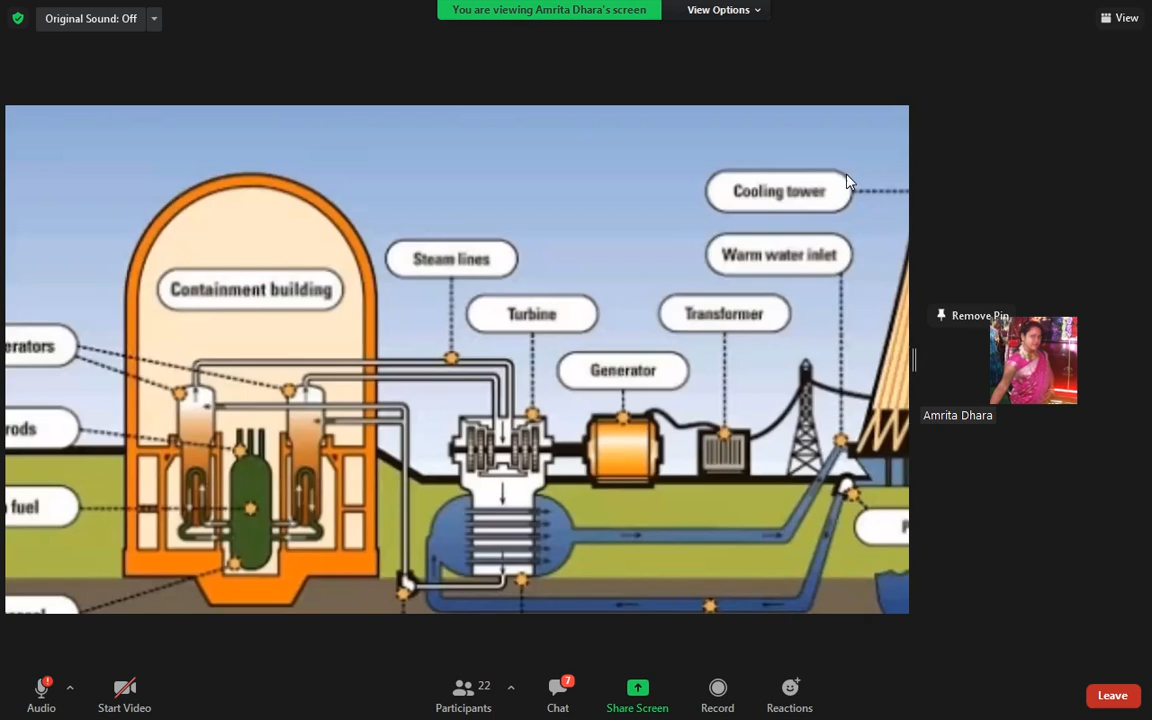 Original Sound: Off
You are viewing Amrita Dhara's screen
View Options
View
Cooling tower
Warm water inlet
Steam lines
Containment building
Turbine
Transformer
Generator
erators
rods
fuel
Remove Pin
Amrita Dhara
Audio
Start Video
Participants
22
Chat
7
Share Screen
Record
Reactions
Leave